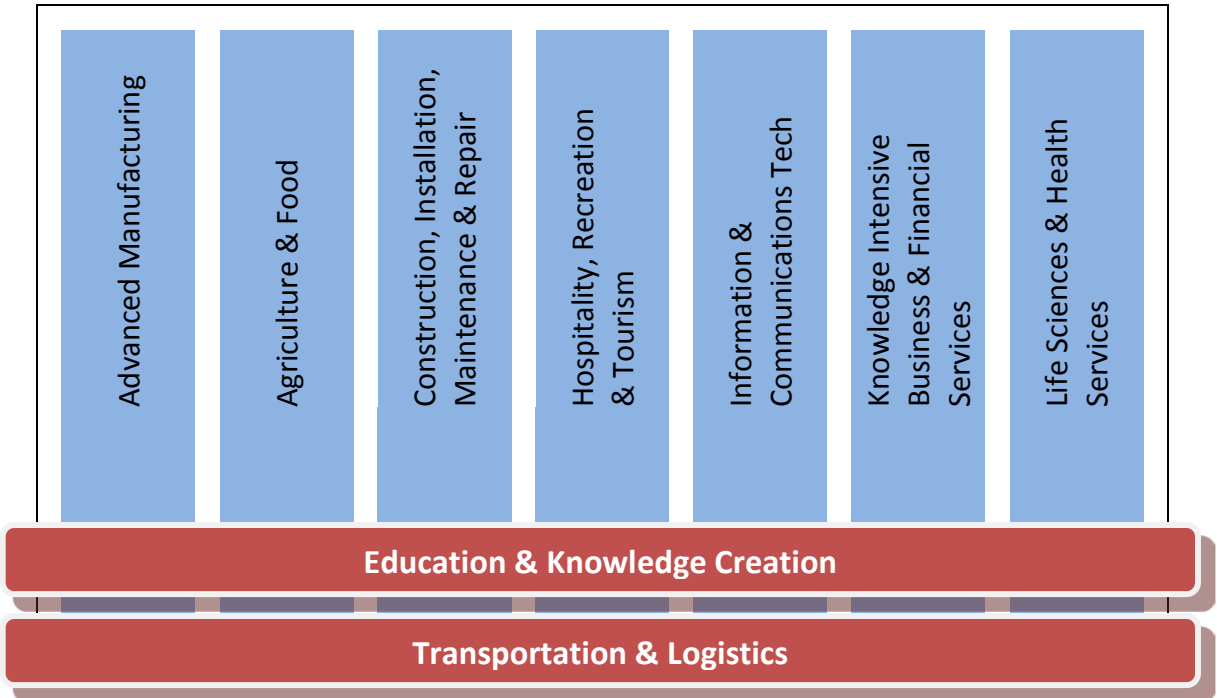 Advanced Manufacturing
Agriculture & Food
Construction, Installation,
Maintenance & Repair
Hospitality, Recreation
& Tourism
Information &
Communications Tech
Knowledge Intensive
Business & Financial
Services
Life Sciences & Health
Services
Education & Knowledge Creation
Transportation & Logistics